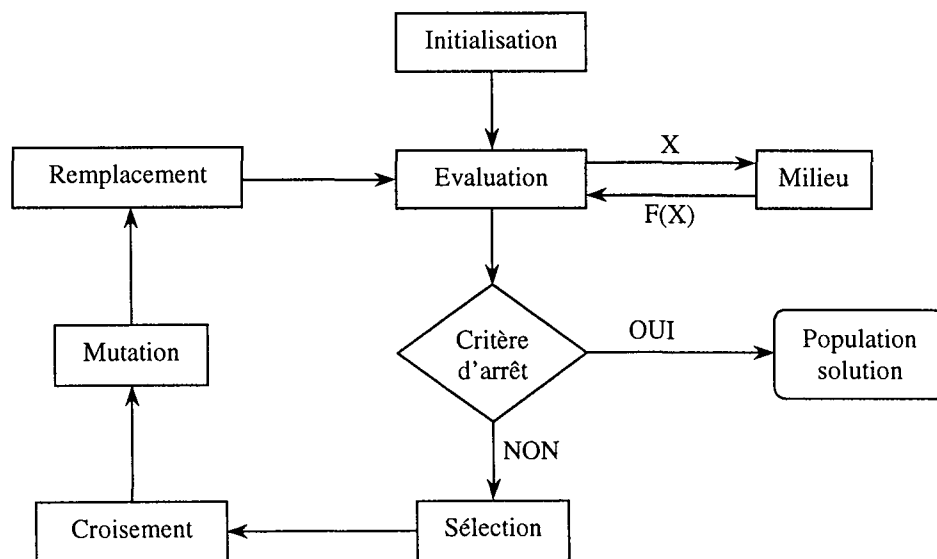 Initialisation
Remplacement
Evaluation
X
Milieu
F(X)
Mutation
Critère
d'arrêt
OUI
Population
solution
NON
Croisement
Sélection